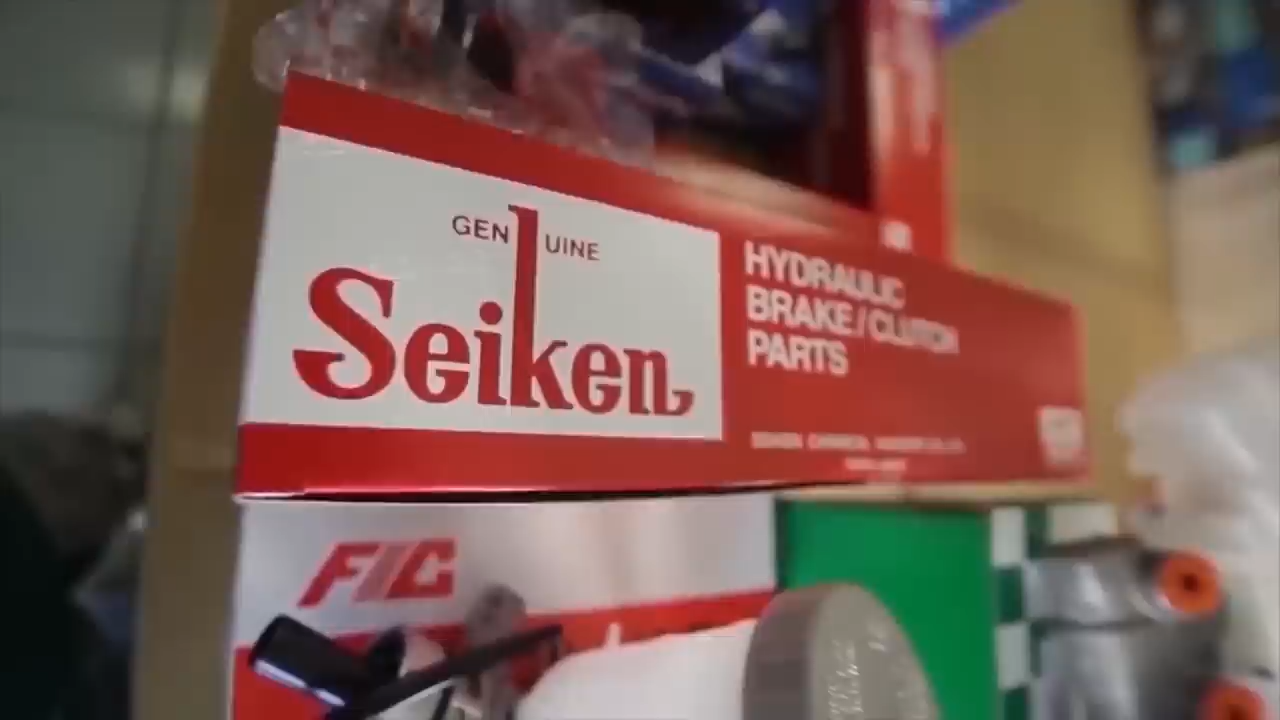 GENUINE
Seiken
HYDRAULIC
BRAKE/CLUTCH
PARTS
FIC